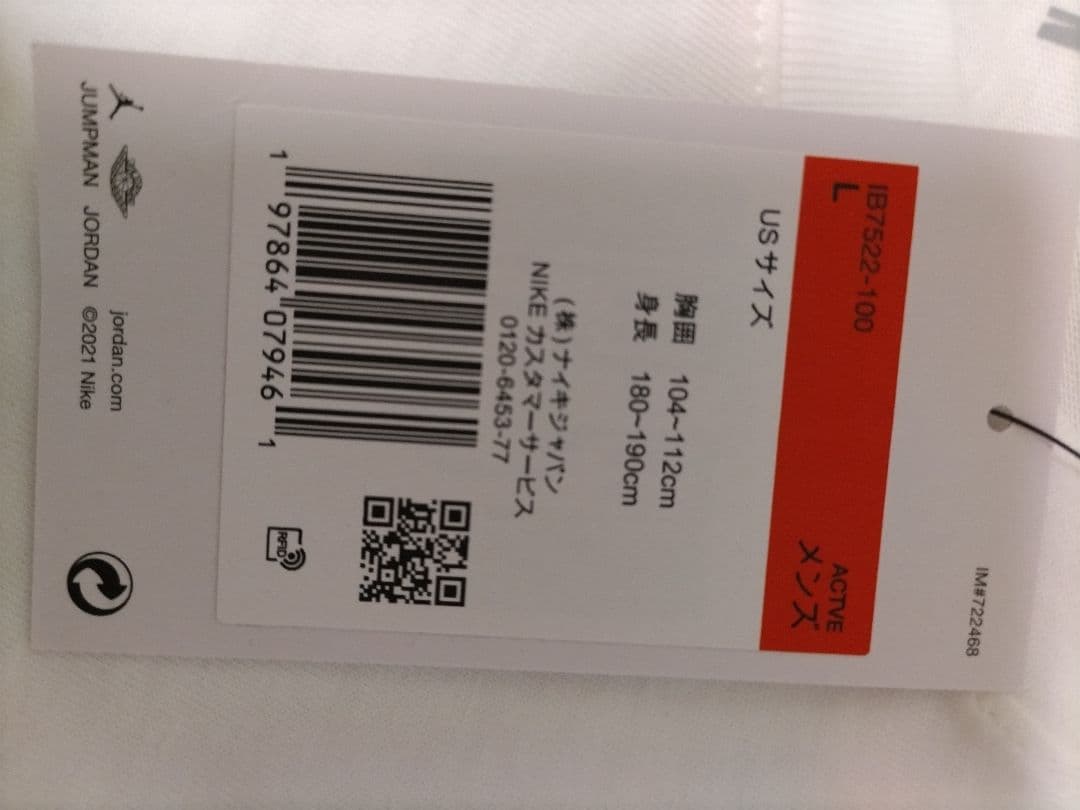 IM#722468
IB7522-100
L
ACTVE
メンズ
USサイズ
胸囲 104~112cm
身長 180~190cm
(株)ナイキジャパン
NIKE カスタマーサービス
0120-6453-77
1 97864 07946 1
RFID
jordan.com
JUMPMAN JORDAN ©2021 Nike